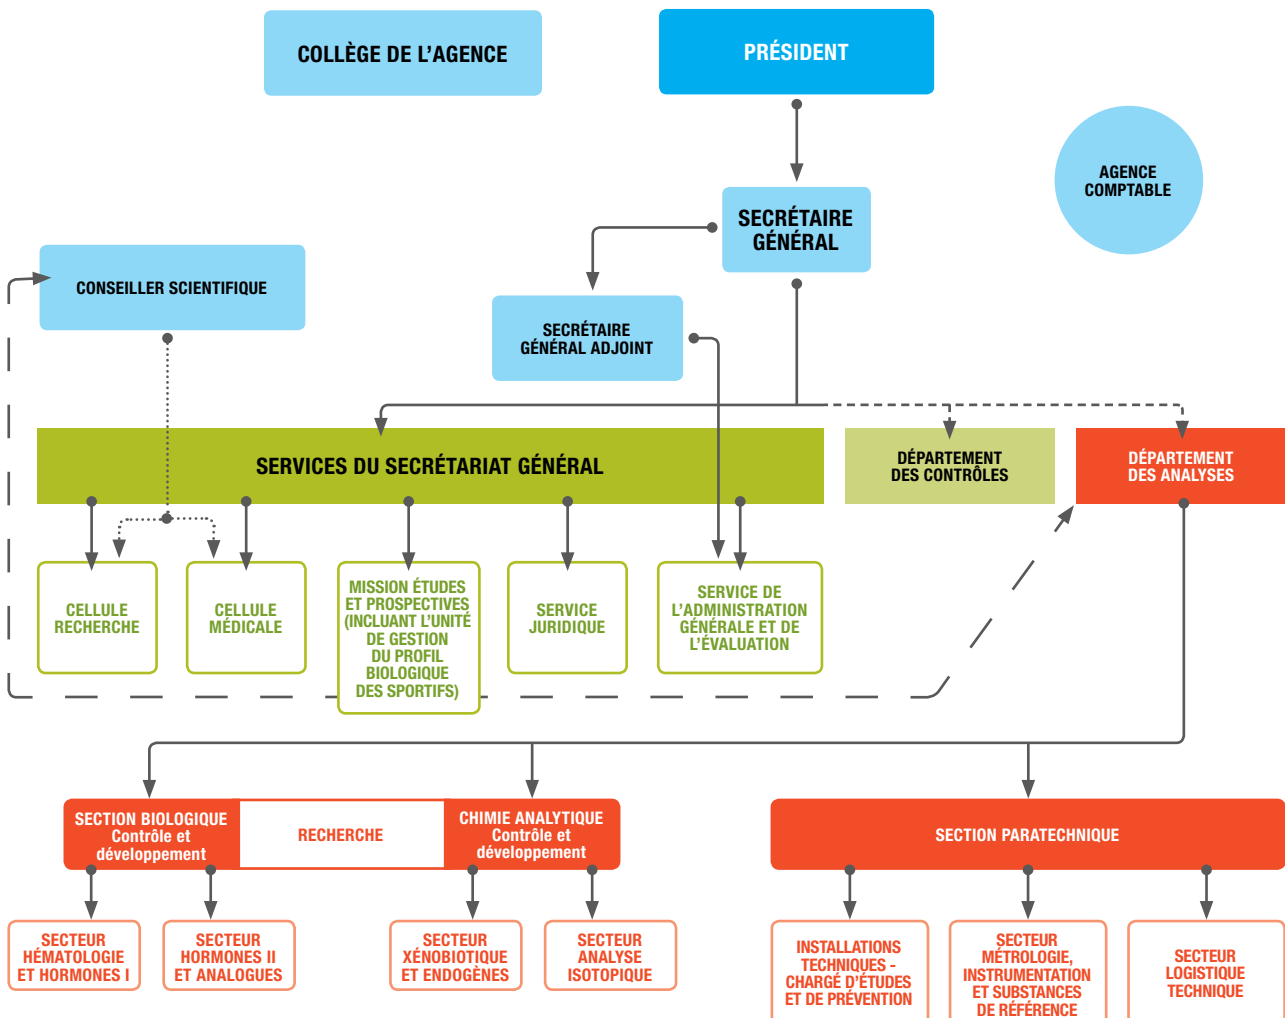 COLLÈGE DE L’AGENCE
PRÉSIDENT
AGENCE
COMPTABLE
SECRÉTAIRE
GÉNÉRAL
CONSEILLER SCIENTIFIQUE
SECRÉTAIRE
GÉNÉRAL ADJOINT
SERVICES DU SECRÉTARIAT GÉNÉRAL
DÉPARTEMENT
DES CONTRÔLES
DÉPARTEMENT
DES ANALYSES
CELLULE
RECHERCHE
CELLULE
MÉDICALE
MISSION ÉTUDES
ET PROSPECTIVES
(INCLUANT L’UNITÉ
DE GESTION
DU PROFIL
BIOLOGIQUE
DES SPORTIFS)
SERVICE
JURIDIQUE
SERVICE DE
L’ADMINISTRATION
GÉNÉRALE ET DE
L’ÉVALUATION
SECTION BIOLOGIQUE
Contrôle et
développement
RECHERCHE
CHIMIE ANALYTIQUE
Contrôle et
développement
SECTION PARATECHNIQUE
SECTEUR
HÉMATOLOGIE
ET HORMONES I
SECTEUR
HORMONES II
ET ANALOGUES
SECTEUR
XÉNOBIOTIQUE
ET ENDOGÈNES
SECTEUR
ANALYSE
ISOTOPIQUE
INSTALLATIONS
TECHNIQUES -
CHARGÉ D’ÉTUDES
ET DE PRÉVENTION
SECTEUR
MÉTROLOGIE,
INSTRUMENTATION
ET SUBSTANCES
DE RÉFÉRENCE
SECTEUR
LOGISTIQUE
TECHNIQUE